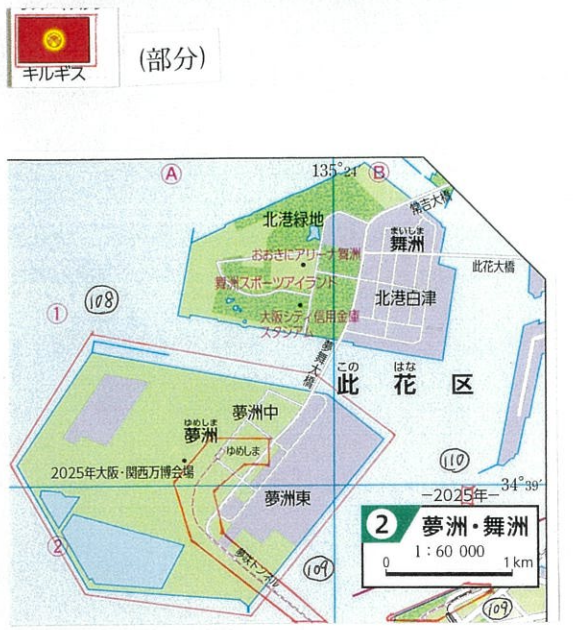 キルギス
(部分)
A
135°24′
B
常吉大橋
北港緑地
まいしま
舞洲
おおきにアリーナ舞洲
此花大橋
舞洲スポーツアイランド
北港白津
108
1
大阪シティ信用金庫
スタジアム
夢舞大橋
この はな
此花区
夢洲中
ゆめしま
夢洲
ゆめしま
110
2025年大阪・関西万博会場
34°39′
−2025年−
夢洲東
2 夢洲・舞洲
1:60 000
0 1km
2
夢咲トンネル
109
109